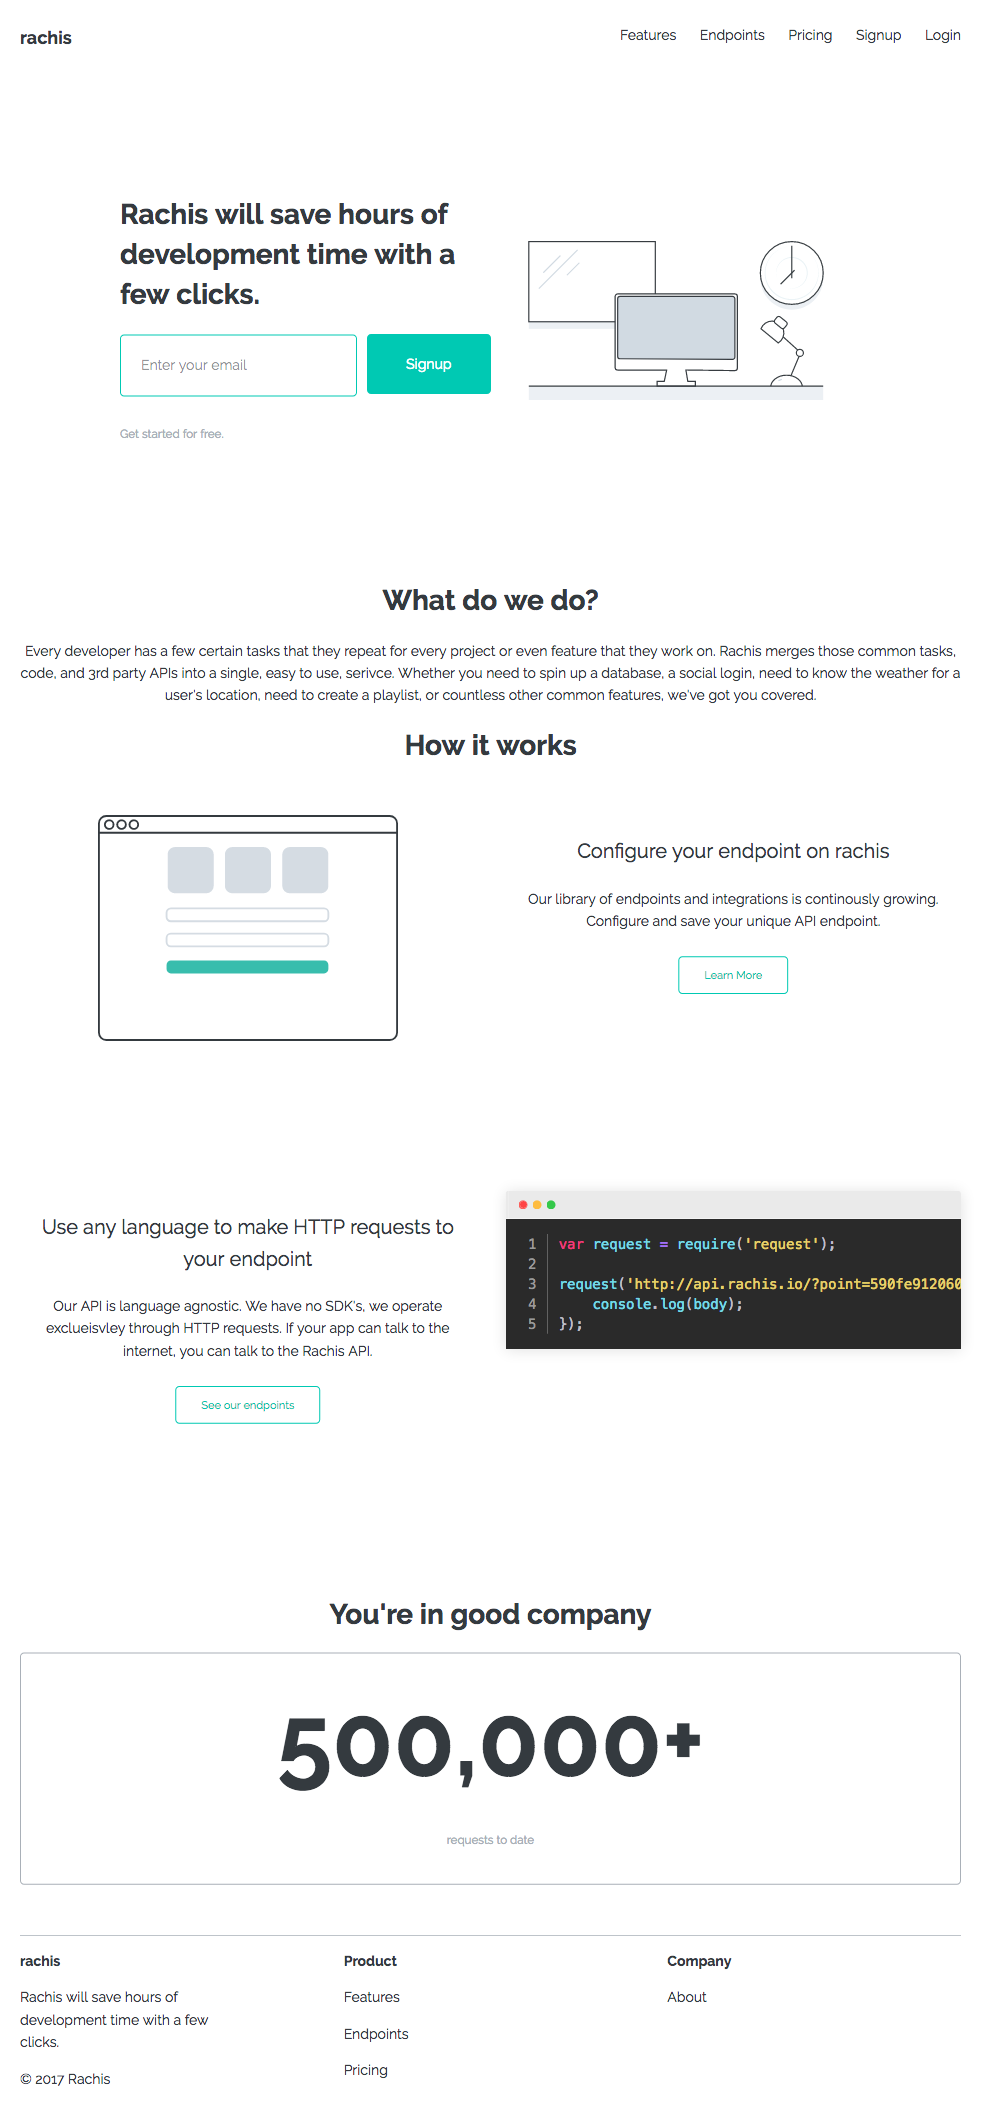 rachis
Features Endpoints Pricing Signup Login
Rachis will save hours of
development time with a
few clicks.
Enter your email
Signup
Get started for free.
What do we do?
Every developer has a few certain tasks that they repeat for every project or even feature that they work on. Rachis merges those common tasks,
code, and 3rd party APIs into a single, easy to use, serivce. Whether you need to spin up a database, a social login, need to know the weather for a
user's location, need to create a playlist, or countless other common features, we've got you covered.
How it works
Configure your endpoint on rachis
Our library of endpoints and integrations is continously growing.
Configure and save your unique API endpoint.
Learn More
Use any language to make HTTP requests to
your endpoint
Our API is language agnostic. We have no SDK's, we operate
exclueisvley through HTTP requests. If your app can talk to the
internet, you can talk to the Rachis API.
See our endpoints
1 var request = require('request');
2
3 request('http://api.rachis.io/?point=590fe912060
4 console.log(body);
5 });
You're in good company
500,000+
requests to date
rachis
Rachis will save hours of
development time with a few
clicks.
© 2017 Rachis
Product
Features
Endpoints
Pricing
Company
About